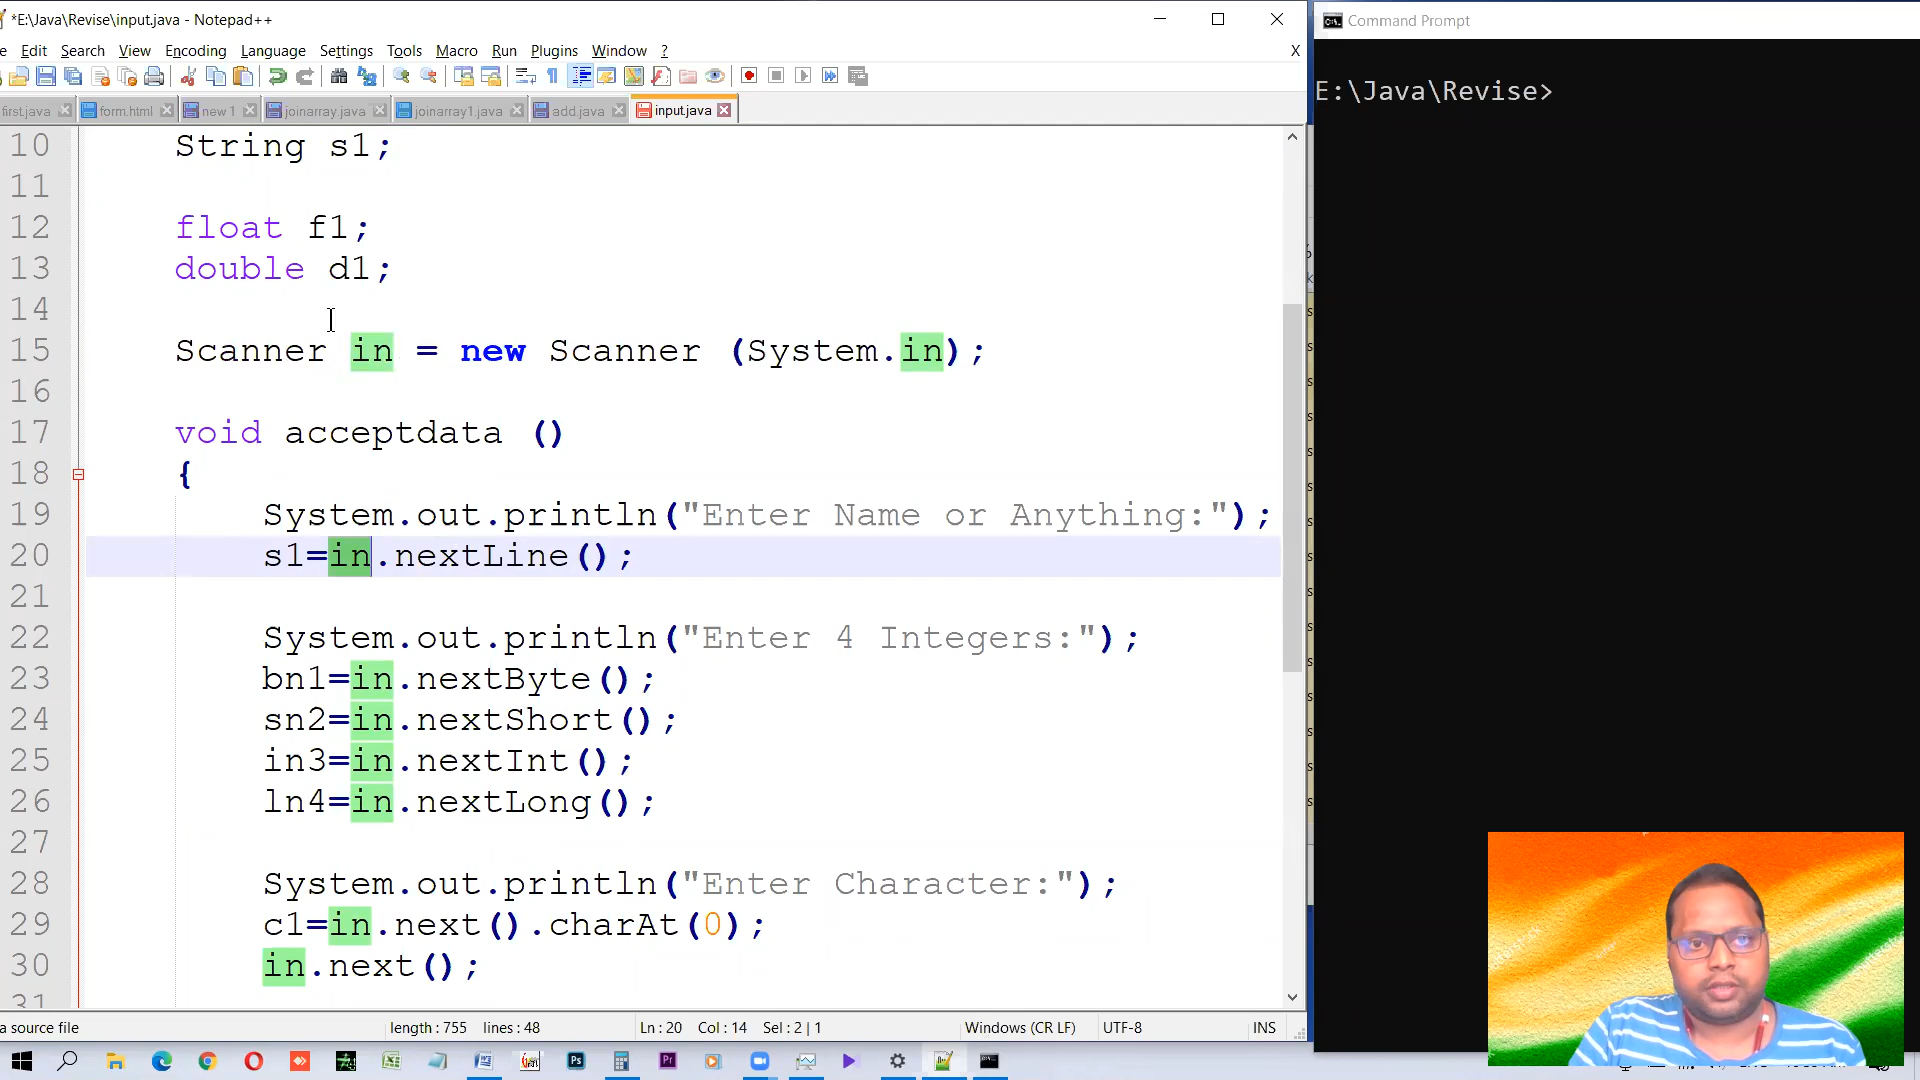 *E:\Java\Revise\input.java - Notepad++
Edit Search View Encoding Language Settings Tools Macro Run Plugins Window ? X
first.java form.html new 1 joinarray.java joinarray1.java add.java input.java
10 String s1;
11
12 float f1;
13 double d1;
14
15 Scanner in = new Scanner (System.in);
16
17 void acceptdata ()
18 {
19 System.out.println("Enter Name or Anything:");
20 s1=in.nextLine();
21
22 System.out.println("Enter 4 Integers:");
23 bn1=in.nextByte();
24 sn2=in.nextShort();
25 in3=in.nextInt();
26 ln4=in.nextLong();
27
28 System.out.println("Enter Character:");
29 c1=in.next().charAt(0);
30 in.next();
31
a source file length : 755 lines : 48 Ln : 20 Col : 14 Sel : 2 | 1 Windows (CR LF) UTF-8 INS
Command Prompt
E:\Java\Revise>